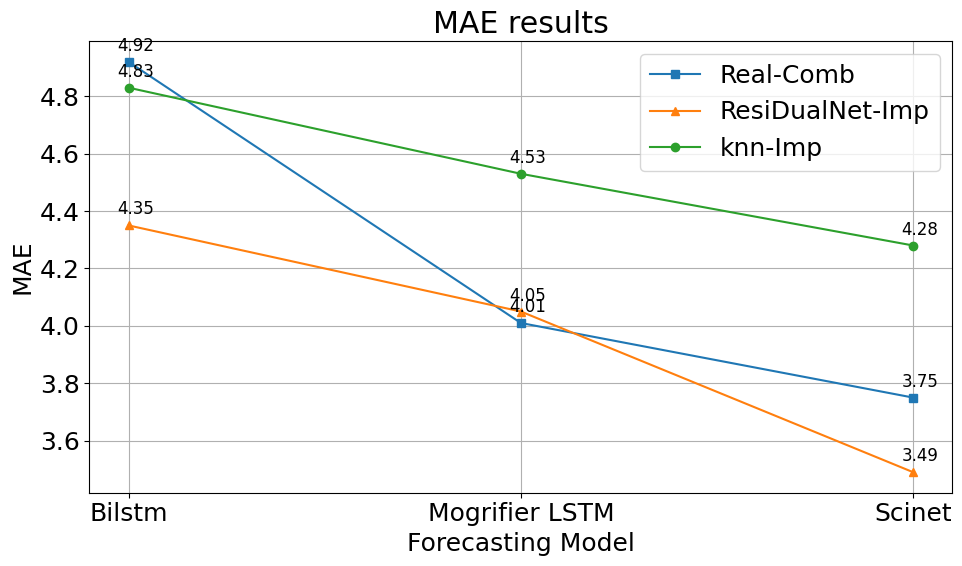 MAE results
4.92
4.83
4.35
4.53
4.05
4.01
4.28
3.75
3.49
Real-Comb
ResiDualNet-Imp
knn-Imp
MAE
4.8
4.6
4.4
4.2
4.0
3.8
3.6
Bilstm
Mogrifier LSTM
Scinet
Forecasting Model